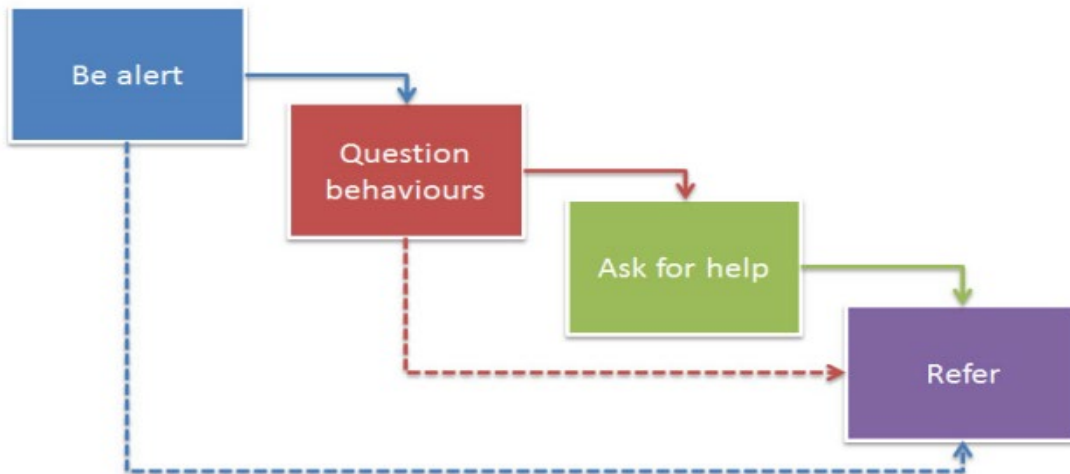 Be alert
Question
behaviours
Ask for help
Refer